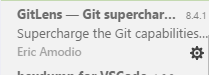 GitLens — Git superchar... 8.4.1
Supercharge the Git capabilities...
Eric Amodio